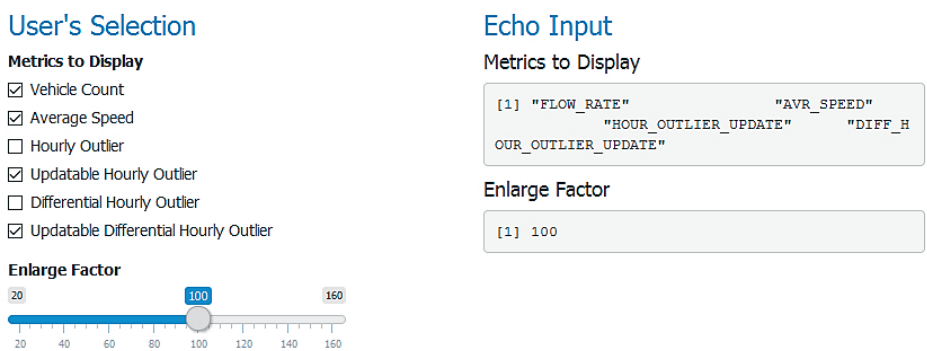 User's Selection
Metrics to Display
Vehicle Count
Average Speed
Hourly Outlier
Updatable Hourly Outlier
Differential Hourly Outlier
Updatable Differential Hourly Outlier
Enlarge Factor
20 100 160
20 40 60 80 100 120 140 160
Echo Input
Metrics to Display
[1] "FLOW_RATE" "AVR_SPEED"
"HOUR_OUTLIER_UPDATE" "DIFF_H
OUR_OUTLIER_UPDATE"
Enlarge Factor
[1] 100